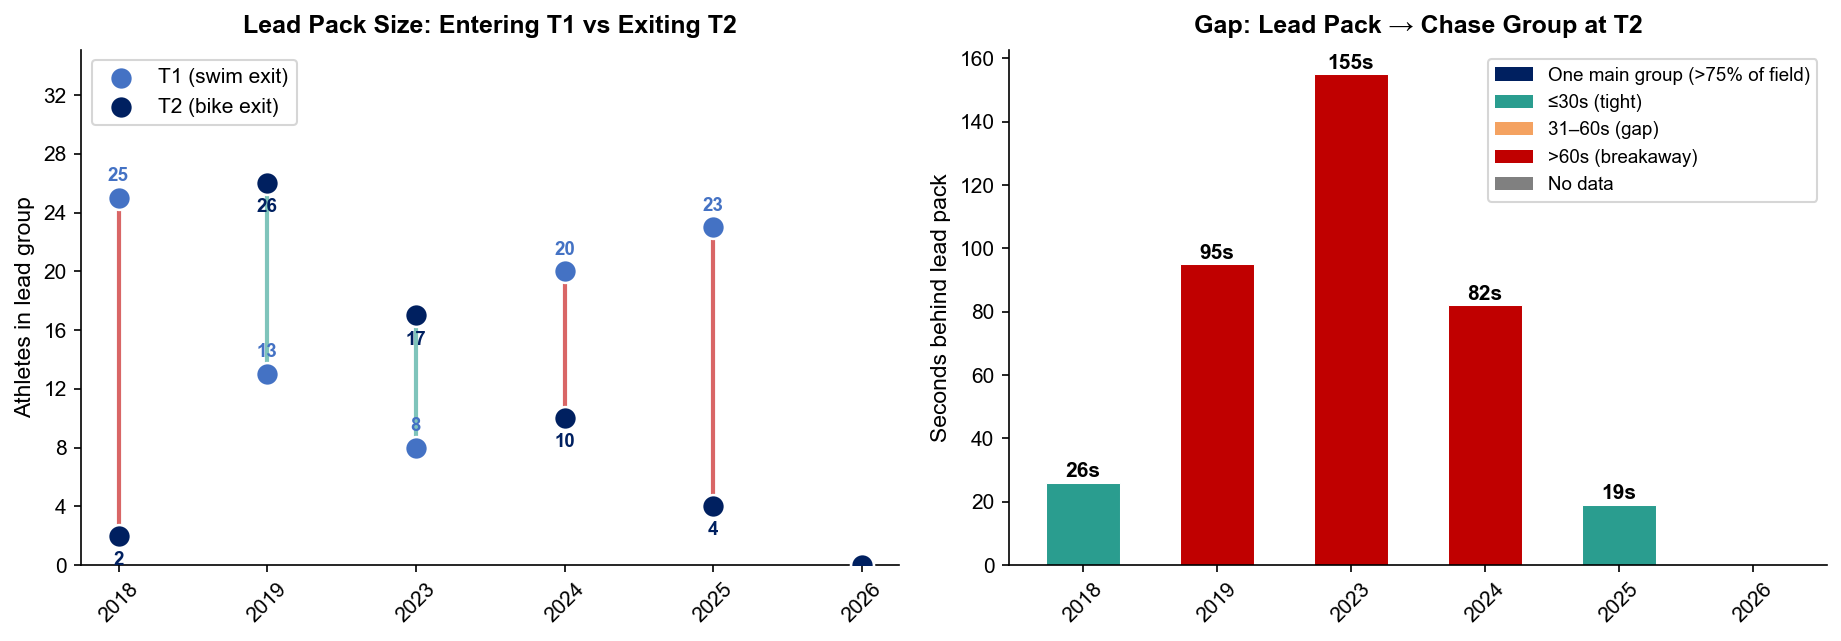 Lead Pack Size: Entering T1 vs Exiting T2
T1 (swim exit)
T2 (bike exit)
Athletes in lead group
32
28
24
20
16
12
8
4
0
25
2
26
13
17
8
20
10
23
4
2018
2019
2023
2024
2025
2026
Gap: Lead Pack → Chase Group at T2
One main group (>75% of field)
≤30s (tight)
31–60s (gap)
>60s (breakaway)
No data
Seconds behind lead pack
160
140
120
100
80
60
40
20
0
26s
95s
155s
82s
19s
2018
2019
2023
2024
2025
2026